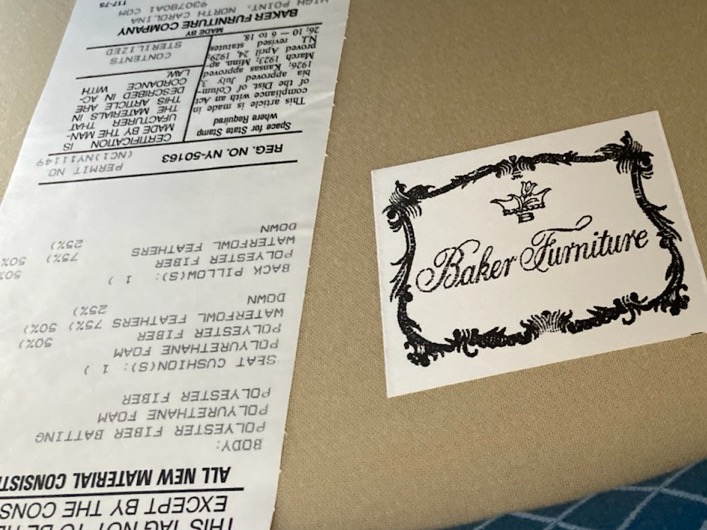 THIS TAG NOT TO BE
EXCEPT BY THE CONS
ALL NEW MATERIAL CONSIST
BODY:
POLYESTER FIBER BATTING
POLYURETHANE FOAM
POLYESTER FIBER
SEAT CUSHION(S): 1 )
POLYURETHANE FOAM
POLYESTER FIBER 50%
WATERFOWL FEATHERS 75%) 50%
DOWN 25%)
BACK PILLOW(S): 1 )
POLYESTER FIBER 50%
WATERFOWL FEATHERS 75%) 50%
DOWN 25%)
PERMIT NO. (NC)NY11149
REG. NO. NY-50163
CERTIFICATION IS
MADE BY THE MAN-
UFACTURER THAT
THE MATERIALS IN
THIS ARTICLE ARE
DESCRIBED IN AC-
CORDANCE WITH
LAW.
CONTENTS
STERILIZED
Space for State Stamp
where Required
This article is made in
compliance with an Act
of the Dist. of Colum-
bia approved July 3,
1926; Kansas approved
March 1923; Minn. ap-
proved April 24, 1929;
N.J. revised statutes
26; 10-6 to 18.
MADE BY
BAKER FURNITURE COMPANY
HIGH POINT, NORTH CAROLINA
930780A1 COM
117-75
B
Baker Furniture